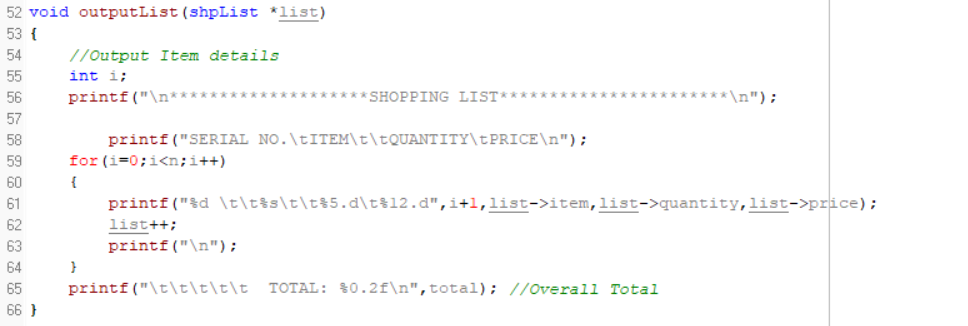 52 void outputList(shpList *list)
53 {
54     //Output Item details
55     int i;
56     printf("\n********************SHOPPING LIST***********************\n");
57
58         printf("SERIAL NO.\tITEM\t\tQUANTITY\tPRICE\n");
59     for(i=0;i<n;i++)
60     {
61         printf("%d \t\t%s\t\t%5.d\t%12.d",i+1,list->item,list->quantity,list->price);
62         list++;
63         printf("\n");
64     }
65     printf("\t\t\t\t\t  TOTAL: %0.2f\n",total); //Overall Total
66 }